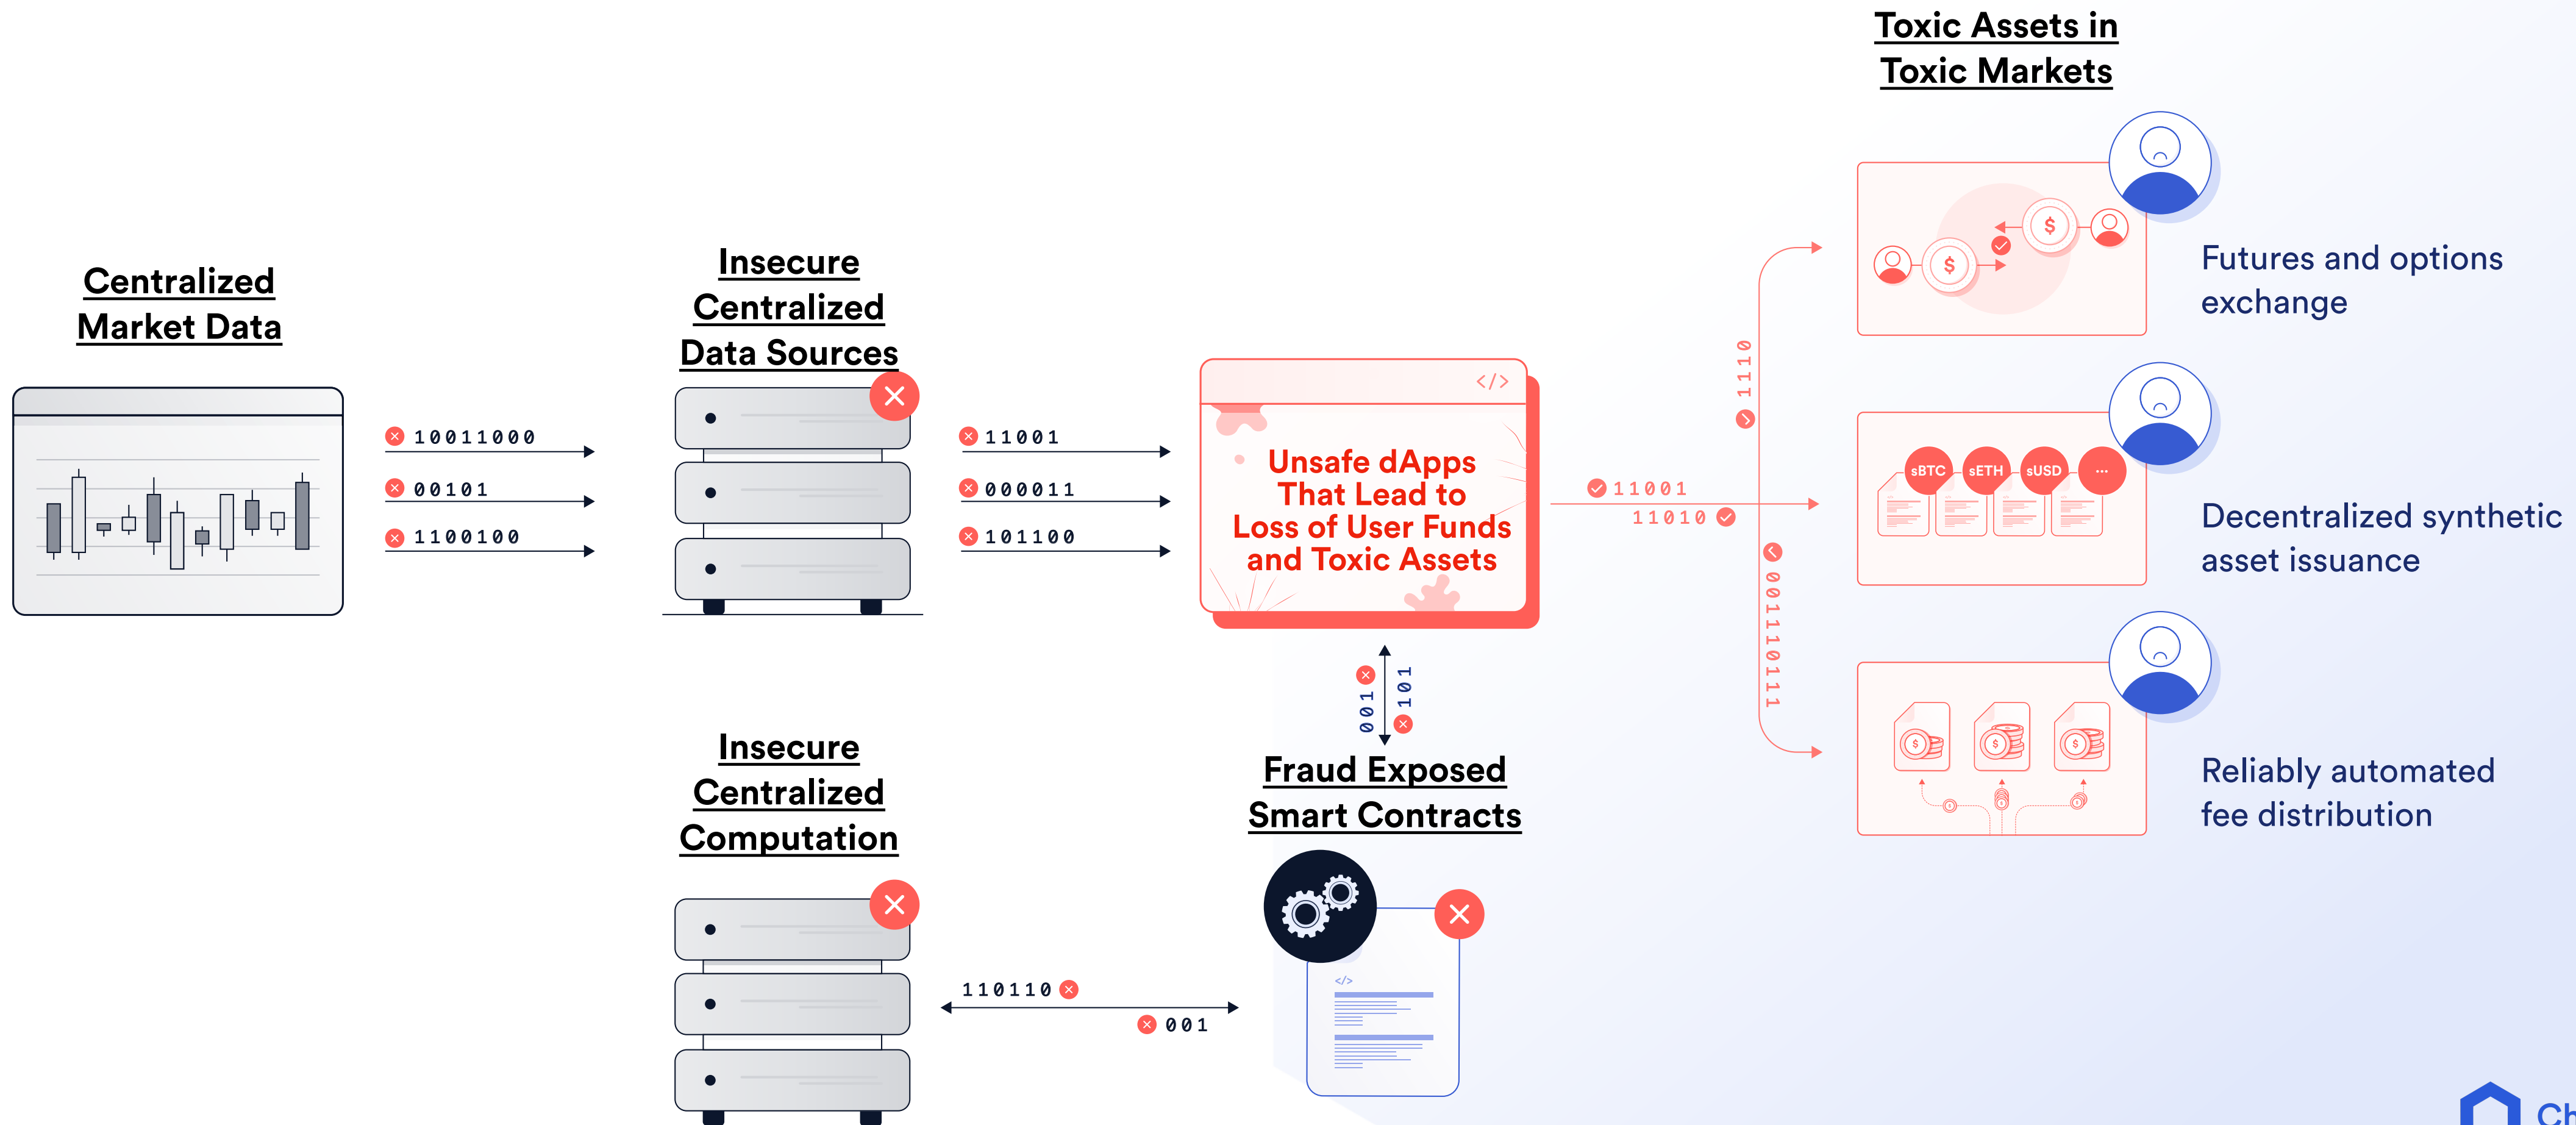 Toxic Assets in
Toxic Markets
Centralized
Market Data
10011000
00101
1100100
Insecure
Centralized
Data Sources
11001
000011
101100
</>
Unsafe dApps
That Lead to
Loss of User Funds
and Toxic Assets
11001
11010
1110
00111101111
$
$
Futures and options
exchange
sBTC
sETH
sUSD
...
Decentralized synthetic
asset issuance
$
$
$
Reliably automated
fee distribution
001
1101
Insecure
Centralized
Computation
110110
001
Fraud Exposed
Smart Contracts
</>